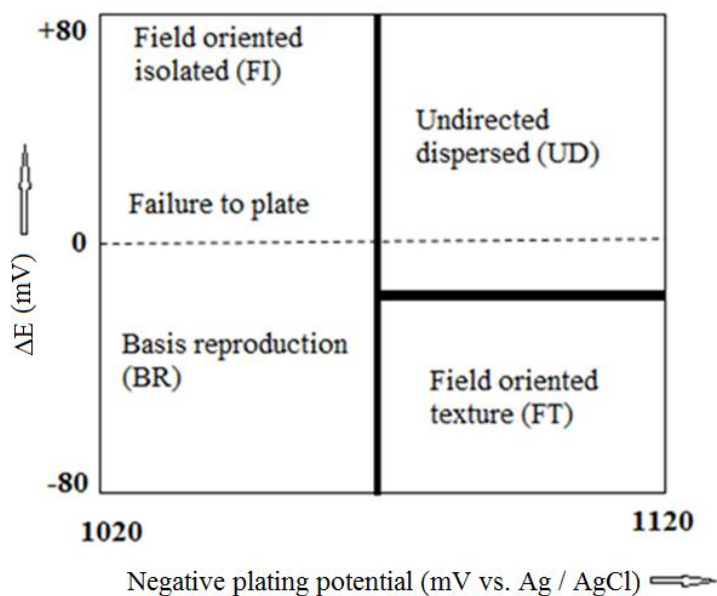 +80
Field oriented
isolated (FI)
Undirected
dispersed (UD)
Failure to plate
0
ΔE (mV)
Basis reproduction
(BR)
Field oriented
texture (FT)
-80
1020
1120
Negative plating potential (mV vs. Ag / AgCl)